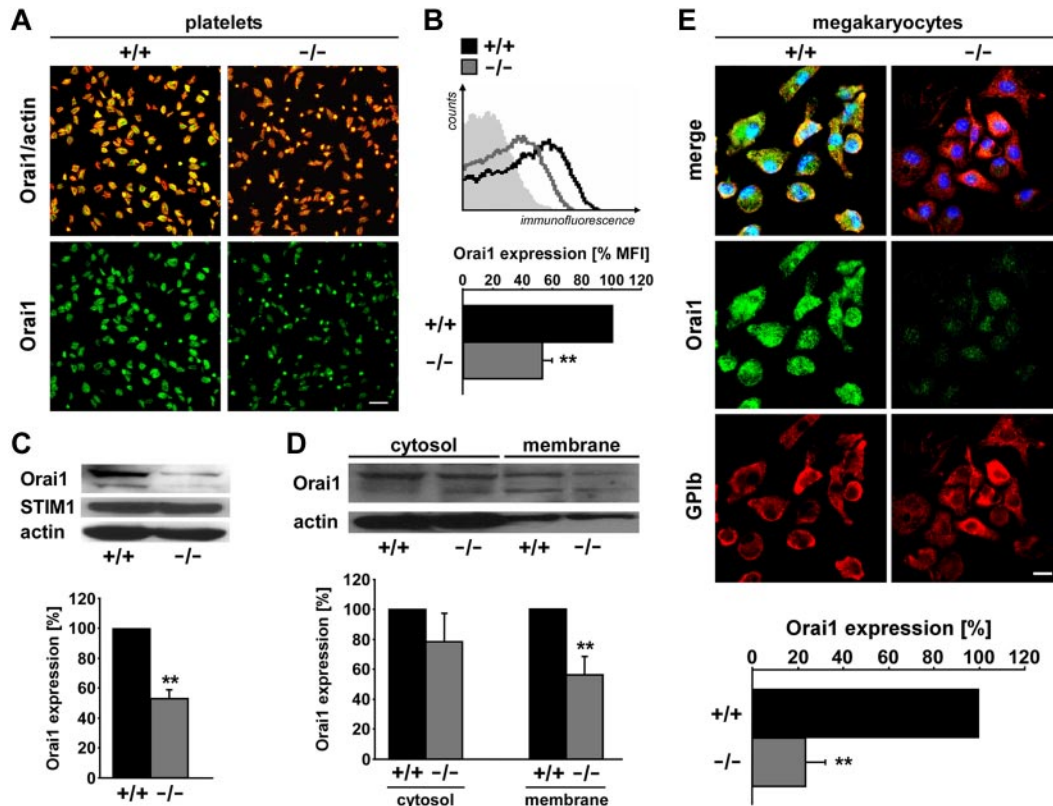 A
platelets
+/+
−/−
Orai1/actin
Orai1
B
+/+
−/−
counts
immunofluorescence
Orai1 expression [% MFI]
0 20 40 60 80 100 120
+/+
−/−
**
C
Orai1
STIM1
actin
+/+
−/−
Orai1 expression [%]
120
100
80
60
40
20
0
**
+/+
−/−
D
cytosol
membrane
Orai1
actin
+/+
−/−
+/+
−/−
Orai1 expression [%]
120
100
80
60
40
20
0
**
+/+
−/−
+/+
−/−
cytosol
membrane
E
megakaryocytes
+/+
−/−
merge
Orai1
GPIb
Orai1 expression [%]
0 20 40 60 80 100 120
+/+
−/−
**